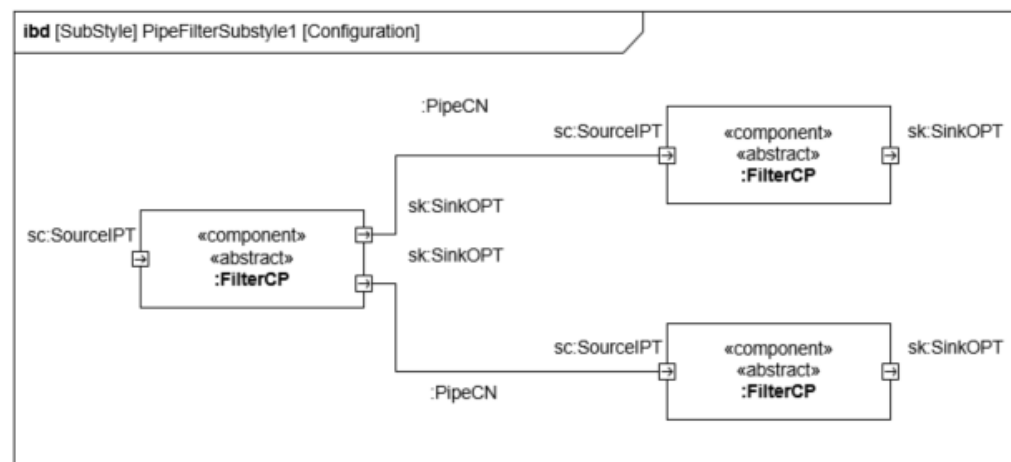 ibd [SubStyle] PipeFilterSubstyle1 [Configuration]
:PipeCN
sc:SourceIPT
«component»
«abstract»
:FilterCP
sk:SinkOPT
sc:SourceIPT
«component»
«abstract»
:FilterCP
sk:SinkOPT
sk:SinkOPT
sc:SourceIPT
«component»
«abstract»
:FilterCP
sk:SinkOPT
:PipeCN